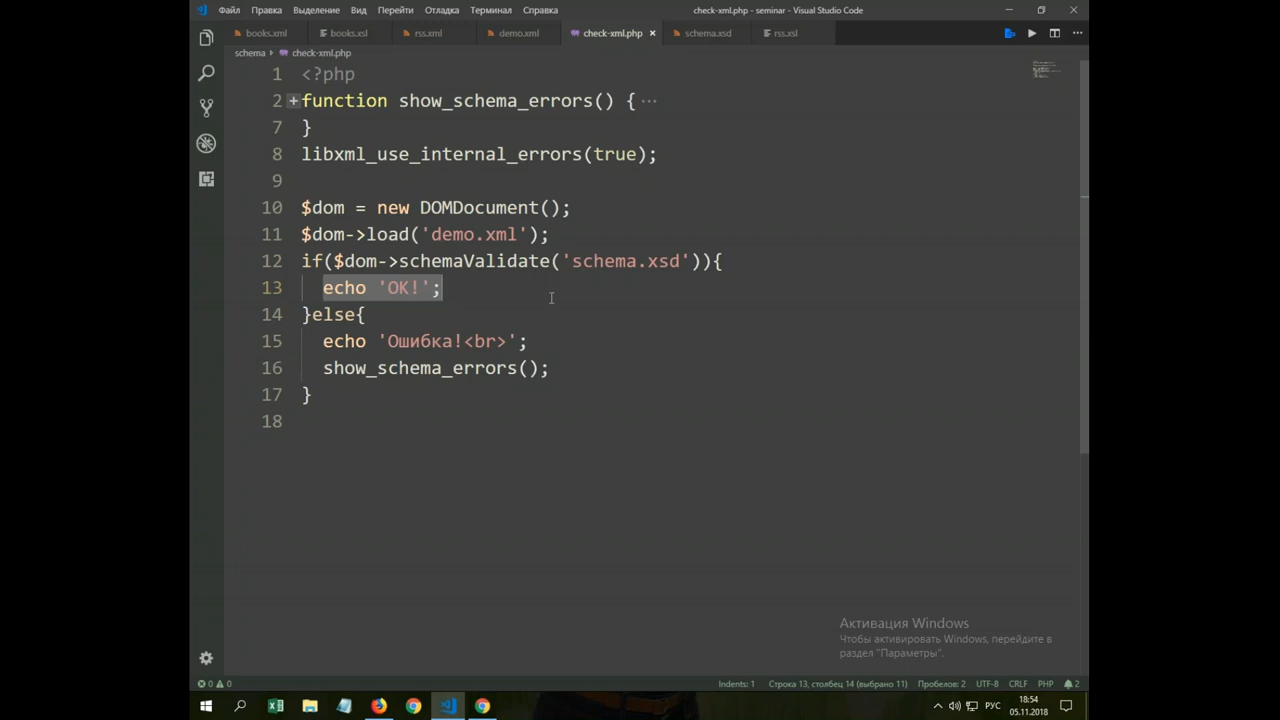 Файл Правка Выделение Вид Перейти Отладка Терминал Справка check-xml.php - seminar - Visual Studio Code
books.xml books.xsl rss.xml demo.xml check-xml.php schema.xsd rss.xsl
schema check-xml.php
1 <?php
2 function show_schema_errors() { ···
7 }
8 libxml_use_internal_errors(true);
9
10 $dom = new DOMDocument();
11 $dom->load('demo.xml');
12 if($dom->schemaValidate('schema.xsd')){
13 echo 'OK!';
14 }else{
15 echo 'Ошибка!<br>';
16 show_schema_errors();
17 }
18
Активация Windows
Чтобы активировать Windows, перейдите в
раздел "Параметры".
0 0 Indents: 1 Строка 13, столбец 14 (выбрано 11) Пробелов: 2 UTF-8 CRLF PHP 2
РУС 18:54
05.11.2018